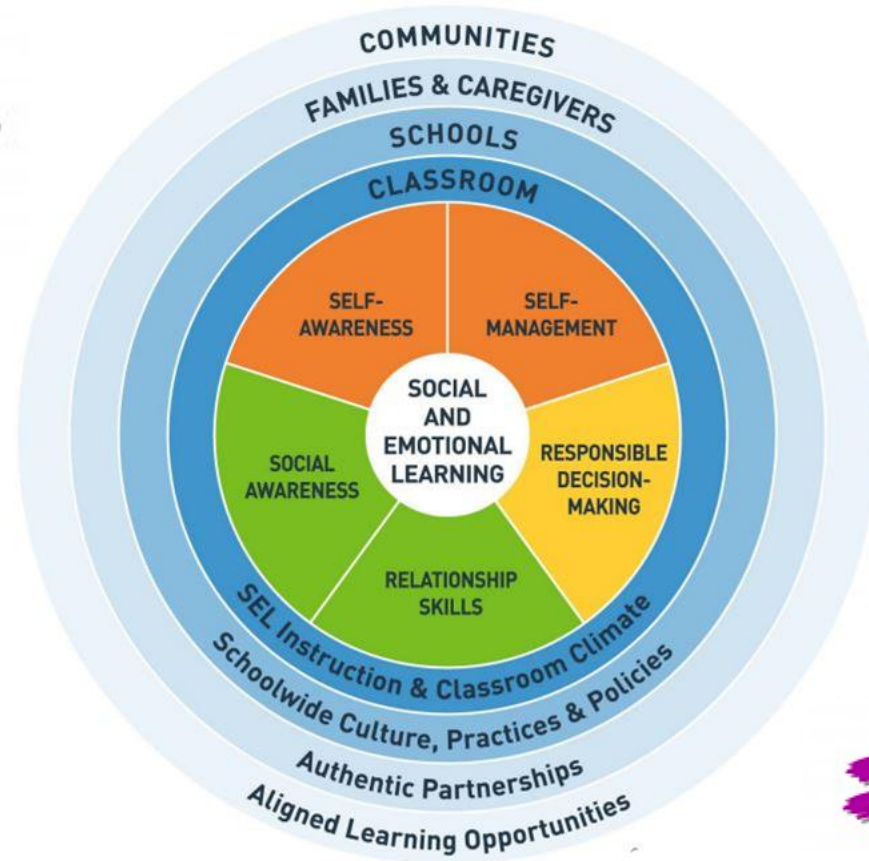 COMMUNITIES
FAMILIES & CAREGIVERS
SCHOOLS
CLASSROOM
SELF-
AWARENESS
SELF-
MANAGEMENT
SOCIAL
AND
EMOTIONAL
LEARNING
SOCIAL
AWARENESS
RESPONSIBLE
DECISION-
MAKING
RELATIONSHIP
SKILLS
SEL Instruction & Classroom Climate
Schoolwide Culture, Practices & Policies
Authentic Partnerships
Aligned Learning Opportunities